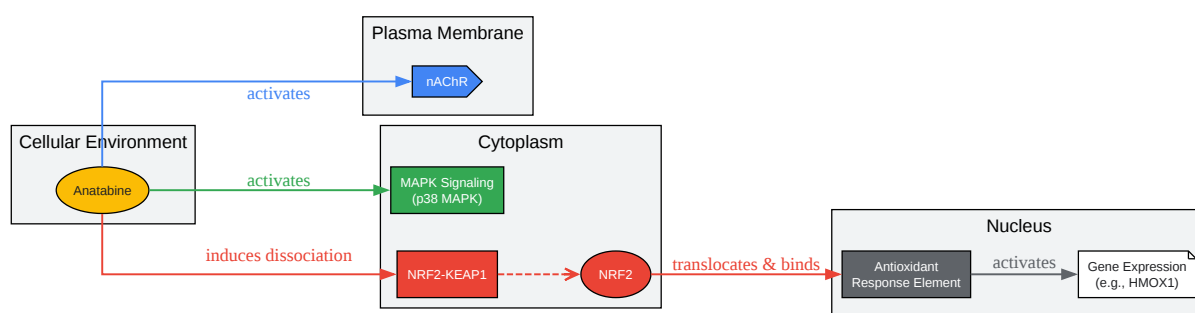 Plasma Membrane
nAChR
activates
Cellular Environment
Anatabine
activates
Cytoplasm
MAPK Signaling
(p38 MAPK)
induces dissociation
NRF2-KEAP1
NRF2
translocates & binds
Nucleus
Antioxidant
Response Element
activates
Gene Expression
(e.g., HMOX1)